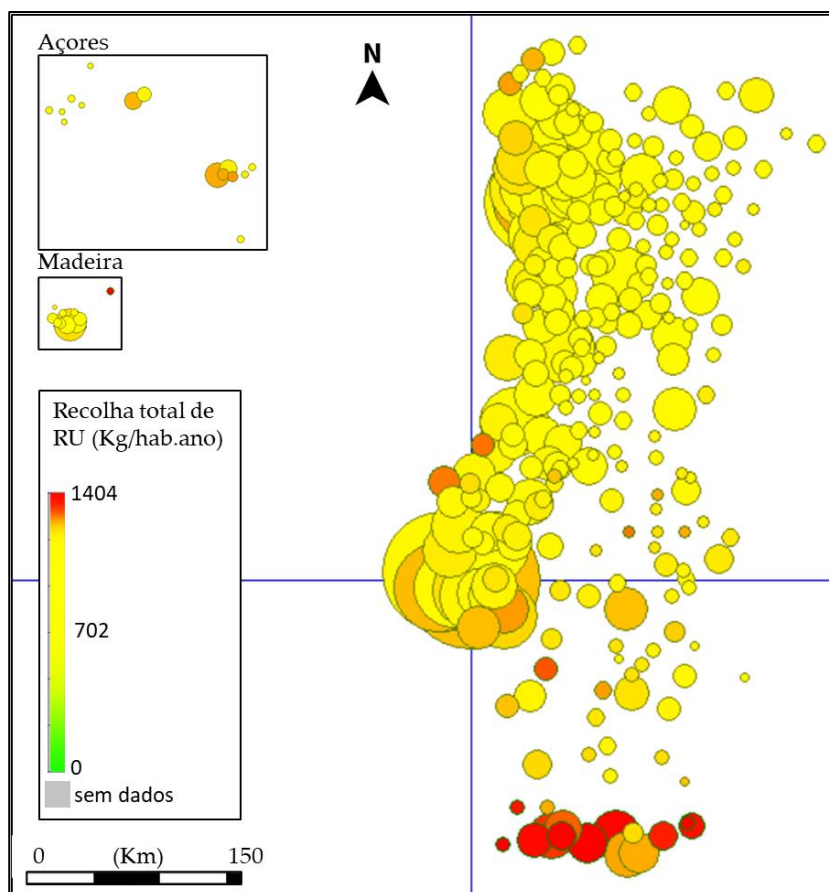 Açores
N
Madeira
Recolha total de
RU (Kg/hab.ano)
1404
702
0
sem dados
0 (Km) 150